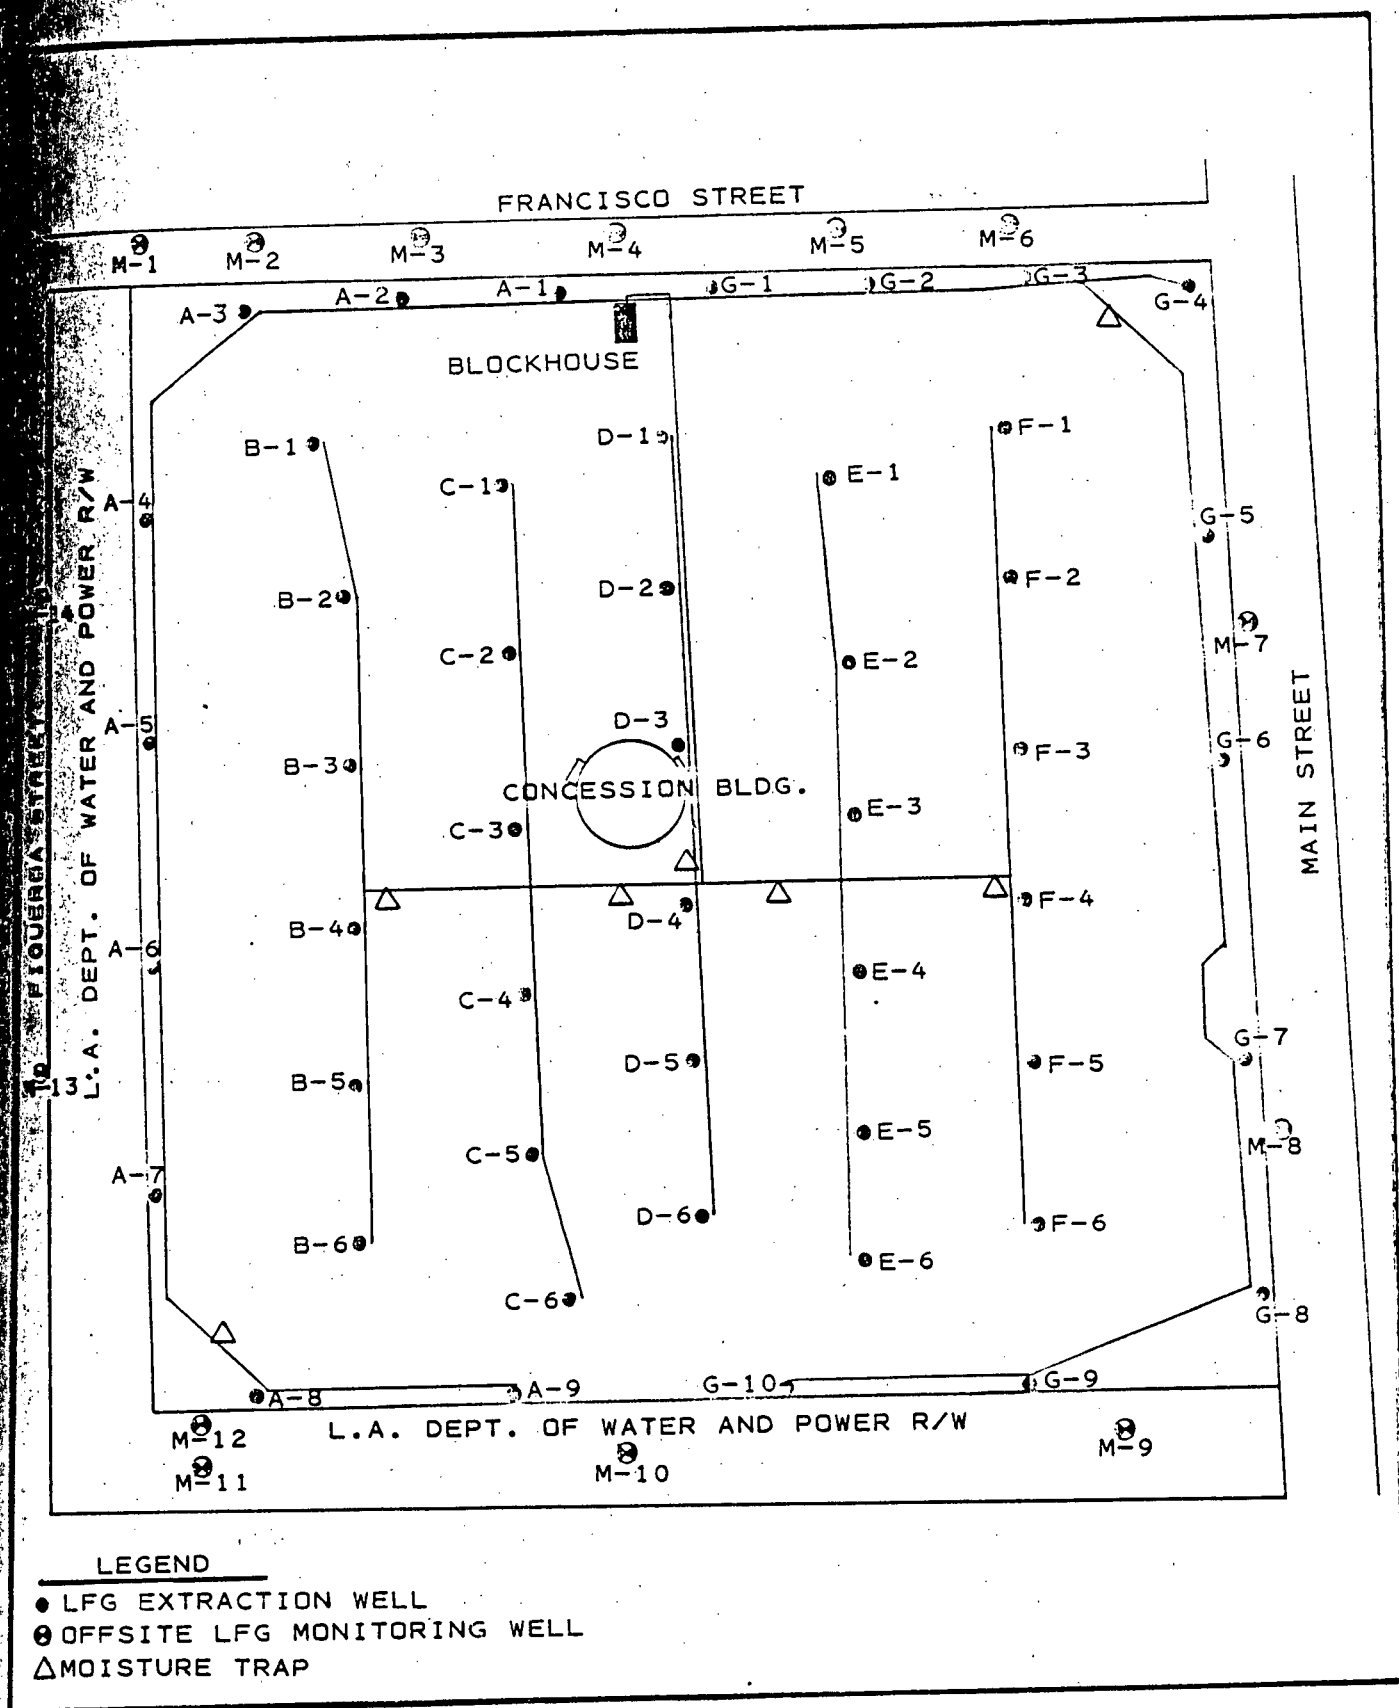 FRANCISCO STREET
M-1
M-2
M-3
M-4
M-5
M-6
A-3
A-2
A-1
G-1
G-2
G-3
G-4
BLOCKHOUSE
B-1
C-1
D-1
E-1
F-1
A-4
G-5
B-2
C-2
D-2
E-2
F-2
M-7
A-5
D-3
G-6
B-3
CONCESSION BLDG.
C-3
E-3
F-3
MAIN STREET
L.A. DEPT. OF WATER AND POWER R/W
A-6
B-4
D-4
F-4
C-4
E-4
G-7
B-5
D-5
F-5
13
C-5
E-5
M-8
A-7
B-6
D-6
F-6
C-6
E-6
G-8
A-8
A-9
G-10
G-9
L.A. DEPT. OF WATER AND POWER R/W
M-12
M-11
M-10
M-9
LEGEND
LFG EXTRACTION WELL
OFFSITE LFG MONITORING WELL
MOISTURE TRAP